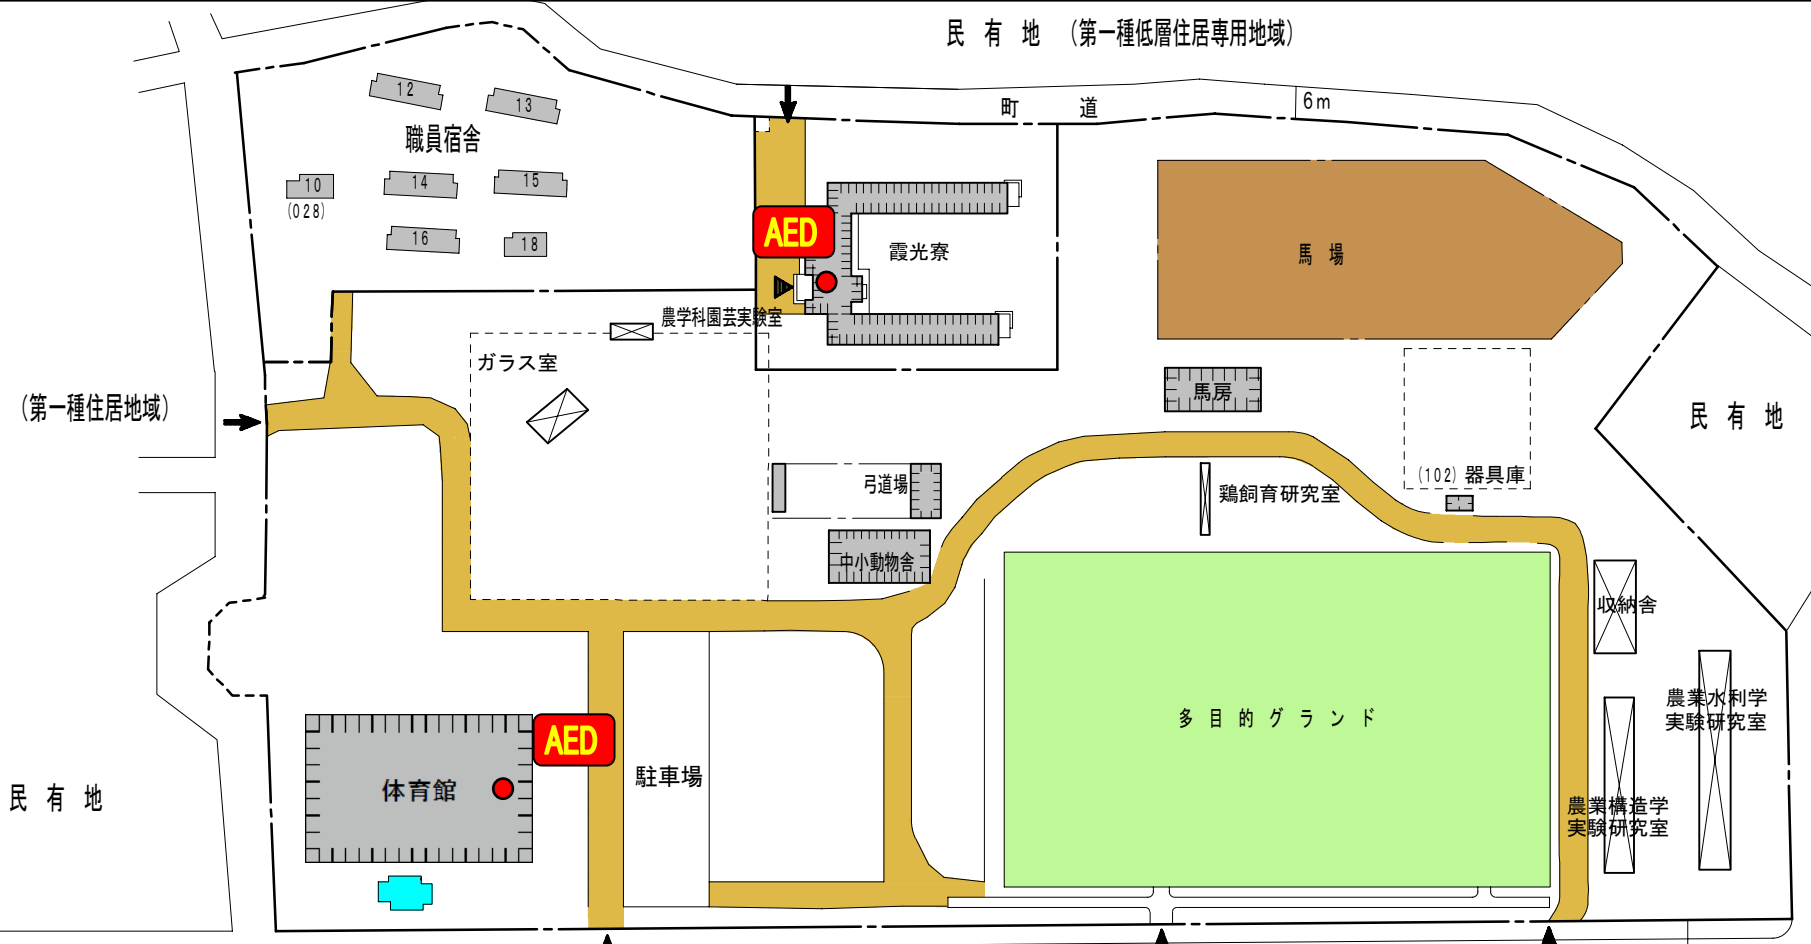 民有地 (第一種低層住居専用地域)
町道
6m
12
13
職員宿舎
10
(028)
14
15
16
18
AED
霞光寮
馬場
農学科園芸実験室
ガラス室
馬房
(第一種住居地域)
民有地
弓道場
鶏飼育研究室
(102) 器具庫
中小動物舎
収納舎
農業水利学
実験研究室
多目的グランド
AED
体育館
駐車場
民有地
農業構造学
実験研究室